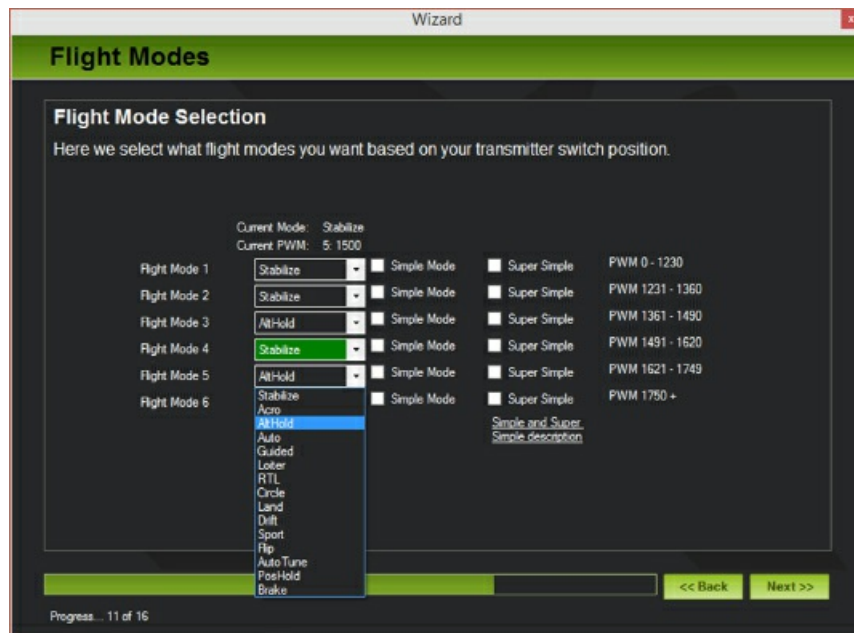 Wizard
x
Flight Modes
Flight Mode Selection
Here we select what flight modes you want based on your transmitter switch position.
Current Mode: Stabilize
Current PWM: 5: 1500
Flight Mode 1 Stabilize Simple Mode Super Simple PWM 0 - 1230
Flight Mode 2 Stabilize Simple Mode Super Simple PWM 1231 - 1360
Flight Mode 3 AltHold Simple Mode Super Simple PWM 1361 - 1490
Flight Mode 4 Stabilize Simple Mode Super Simple PWM 1491 - 1620
Flight Mode 5 AltHold Simple Mode Super Simple PWM 1621 - 1749
Flight Mode 6 Simple Mode Super Simple PWM 1750 +
Stabilize
Acro
AltHold
Auto
Guided
Loiter
RTL
Circle
Land
Drift
Sport
Flip
AutoTune
PosHold
Brake
Simple and Super
Simple description
<< Back Next >>
Progress... 11 of 16